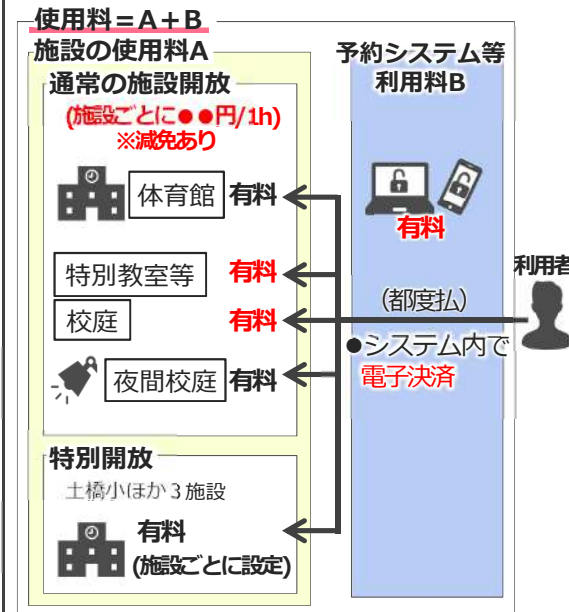 使用料＝A＋B
施設の使用料A
通常の施設開放
(施設ごとに●●円/1h)
※減免あり
体育館 有料
特別教室等 有料
校庭 有料
夜間校庭 有料
特別開放
土橋小ほか3施設
有料
(施設ごとに設定)
予約システム等
利用料B
有料
(都度払)
●システム内で
電子決済
利用者